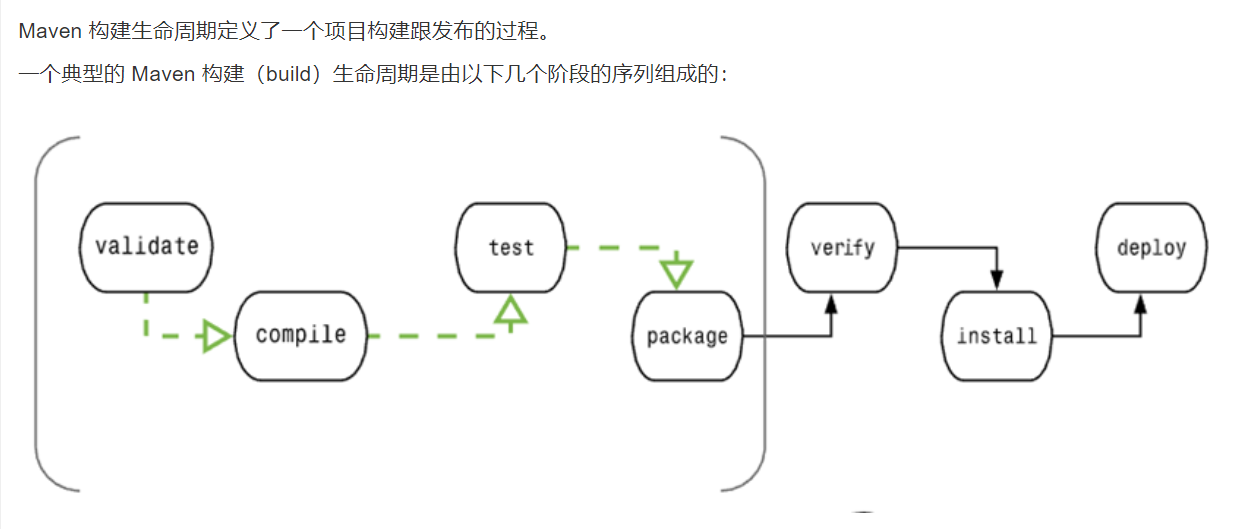 Maven 构建生命周期定义了一个项目构建跟发布的过程。
一个典型的 Maven 构建（build）生命周期是由以下几个阶段的序列组成的：
validate
compile
test
package
verify
install
deploy